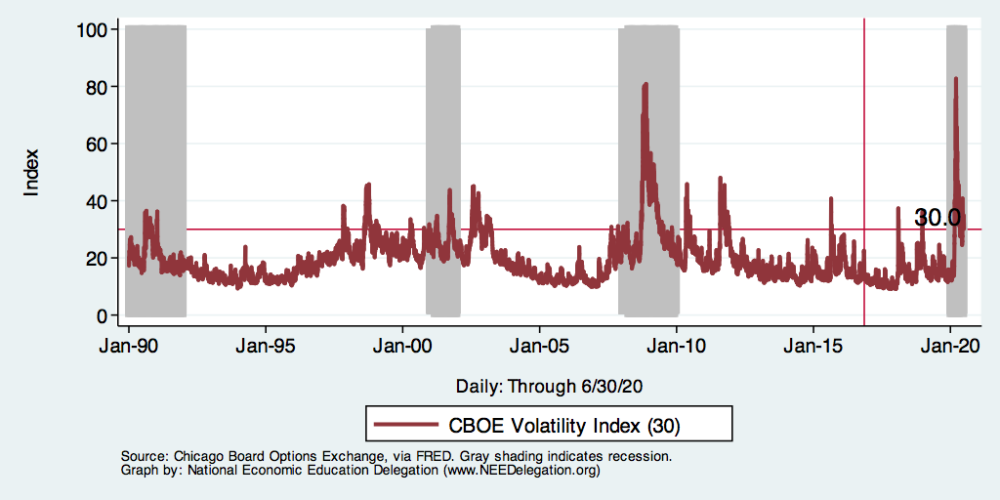 100
80
60
40
20
0
Index
30.0
Jan-90 Jan-95 Jan-00 Jan-05 Jan-10 Jan-15 Jan-20
Daily: Through 6/30/20
CBOE Volatility Index (30)
Source: Chicago Board Options Exchange, via FRED. Gray shading indicates recession.
Graph by: National Economic Education Delegation (www.NEEDelegation.org)